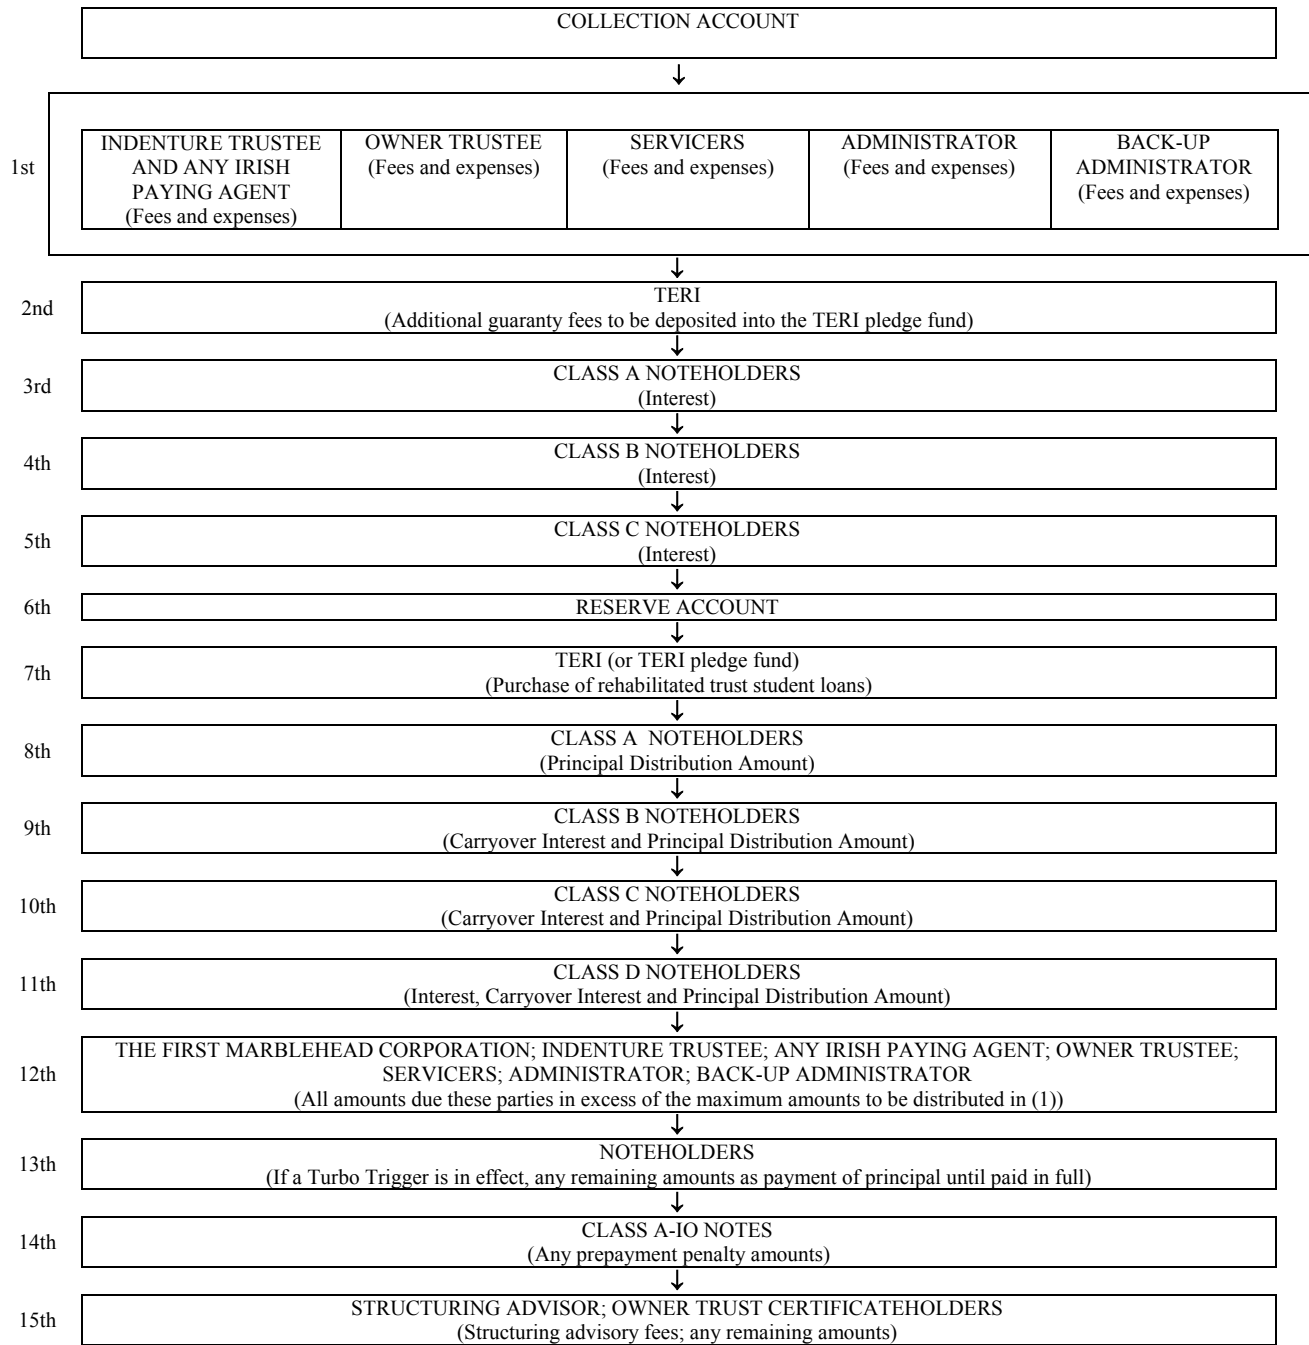 COLLECTION ACCOUNT
1st
INDENTURE TRUSTEE
AND ANY IRISH
PAYING AGENT
(Fees and expenses)
OWNER TRUSTEE
(Fees and expenses)
SERVICERS
(Fees and expenses)
ADMINISTRATOR
(Fees and expenses)
BACK-UP
ADMINISTRATOR
(Fees and expenses)
2nd
TERI
(Additional guaranty fees to be deposited into the TERI pledge fund)
3rd
CLASS A NOTEHOLDERS
(Interest)
4th
CLASS B NOTEHOLDERS
(Interest)
5th
CLASS C NOTEHOLDERS
(Interest)
6th
RESERVE ACCOUNT
7th
TERI (or TERI pledge fund)
(Purchase of rehabilitated trust student loans)
8th
CLASS A NOTEHOLDERS
(Principal Distribution Amount)
9th
CLASS B NOTEHOLDERS
(Carryover Interest and Principal Distribution Amount)
10th
CLASS C NOTEHOLDERS
(Carryover Interest and Principal Distribution Amount)
11th
CLASS D NOTEHOLDERS
(Interest, Carryover Interest and Principal Distribution Amount)
12th
THE FIRST MARBLEHEAD CORPORATION; INDENTURE TRUSTEE; ANY IRISH PAYING AGENT; OWNER TRUSTEE;
SERVICERS; ADMINISTRATOR; BACK-UP ADMINISTRATOR
(All amounts due these parties in excess of the maximum amounts to be distributed in (1))
13th
NOTEHOLDERS
(If a Turbo Trigger is in effect, any remaining amounts as payment of principal until paid in full)
14th
CLASS A-IO NOTES
(Any prepayment penalty amounts)
15th
STRUCTURING ADVISOR; OWNER TRUST CERTIFICATEHOLDERS
(Structuring advisory fees; any remaining amounts)